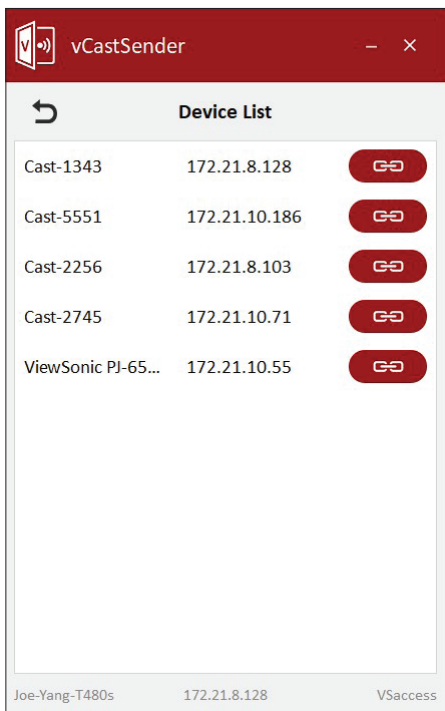 V vCastSender
Device List
Cast-1343 172.21.8.128
Cast-5551 172.21.10.186
Cast-2256 172.21.8.103
Cast-2745 172.21.10.71
ViewSonic PJ-65... 172.21.10.55
Joe-Yang-T480s 172.21.8.128 VSaccess